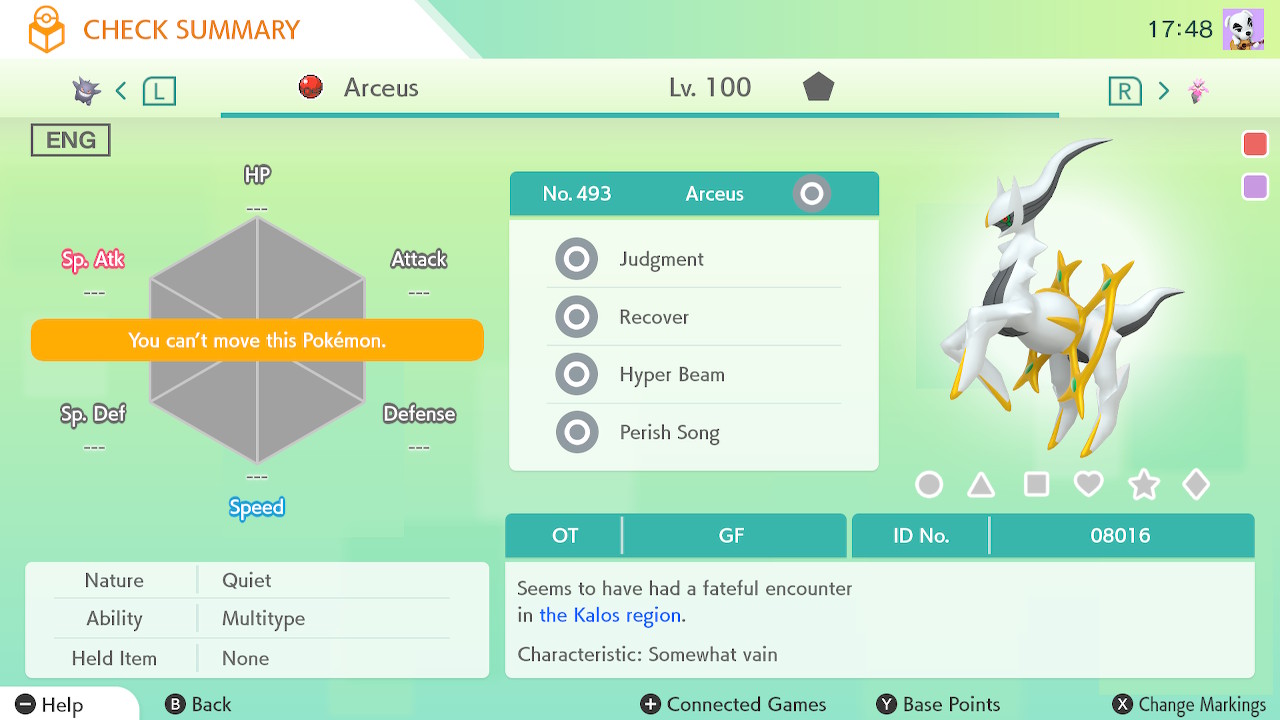 CHECK SUMMARY
17:48
L
Arceus
Lv. 100
R
ENG
HP
---
Sp. Atk
---
Attack
---
You can't move this Pokémon.
Sp. Def
---
Defense
---
---
Speed
No. 493 Arceus
Judgment
Recover
Hyper Beam
Perish Song
OT GF
ID No. 08016
Nature Quiet
Ability Multitype
Held Item None
Seems to have had a fateful encounter
in the Kalos region.
Characteristic: Somewhat vain
Help
B Back
Connected Games
Y Base Points
X Change Markings